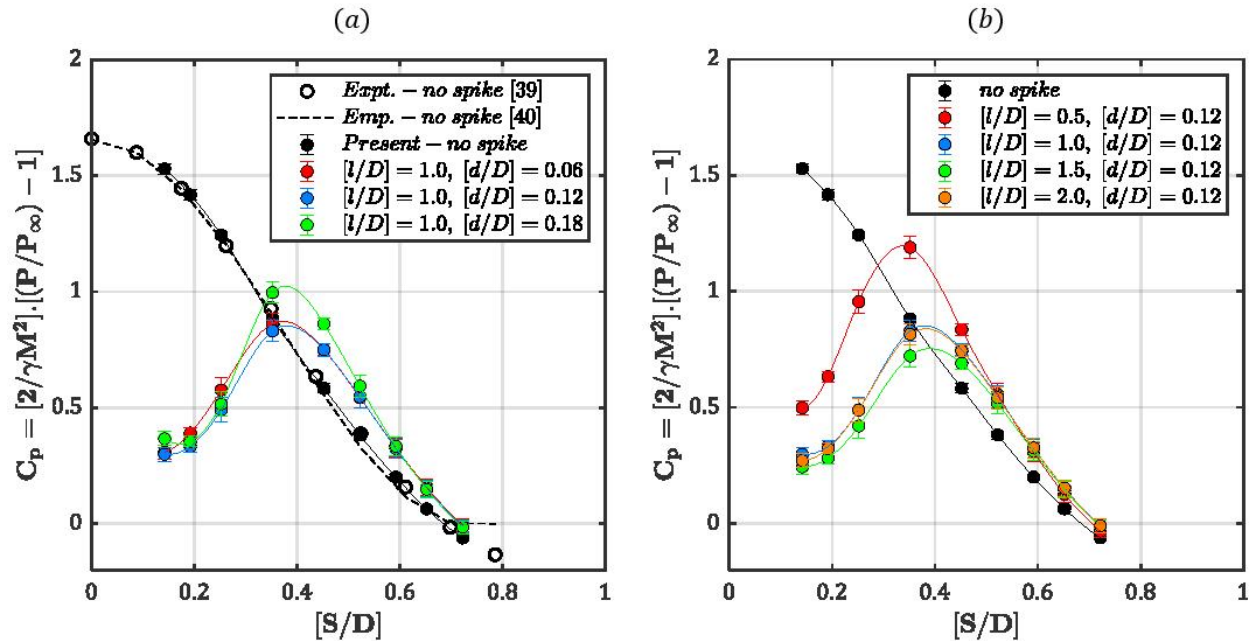 (a)
2
1.5
1
0.5
0
0
0.2
0.4
0.6
0.8
1
C_p = [2/γM²].[(P/P_∞) − 1]
[S/D]
Expt. − no spike [39]
Emp. − no spike [40]
Present − no spike
[l/D] = 1.0, [d/D] = 0.06
[l/D] = 1.0, [d/D] = 0.12
[l/D] = 1.0, [d/D] = 0.18
(b)
2
1.5
1
0.5
0
0
0.2
0.4
0.6
0.8
1
C_p = [2/γM²].[(P/P_∞) − 1]
[S/D]
no spike
[l/D] = 0.5, [d/D] = 0.12
[l/D] = 1.0, [d/D] = 0.12
[l/D] = 1.5, [d/D] = 0.12
[l/D] = 2.0, [d/D] = 0.12